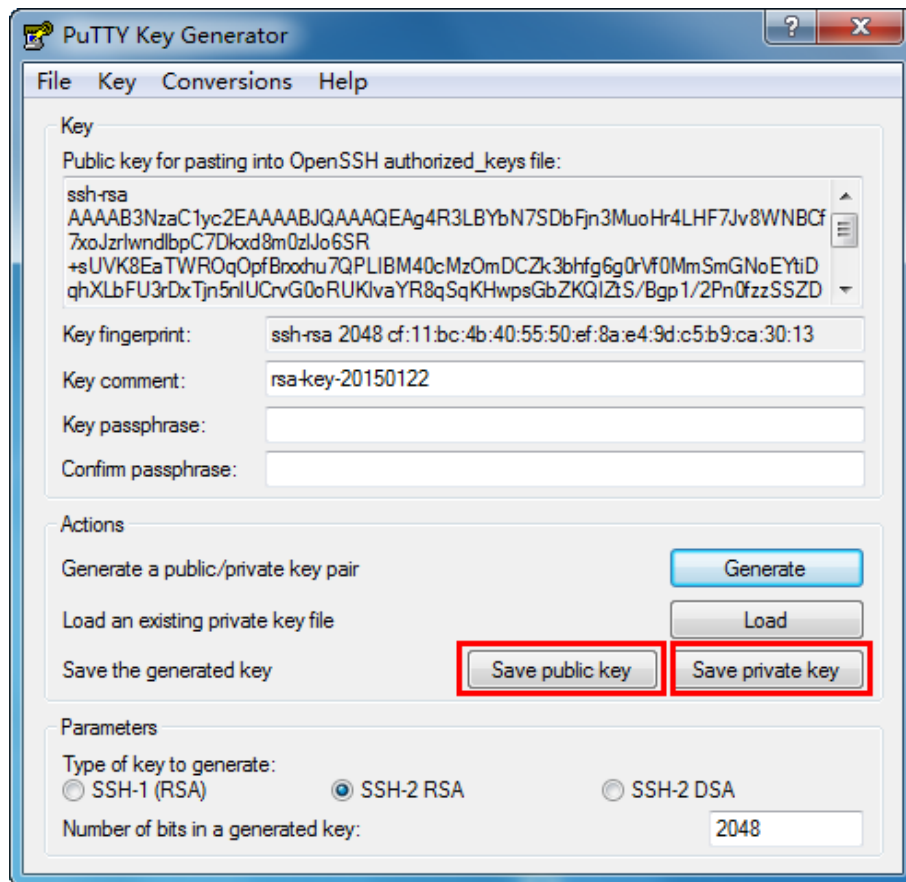 PuTTY Key Generator
?
File Key Conversions Help
Key
Public key for pasting into OpenSSH authorized_keys file:
ssh-rsa
AAAAB3NzaC1yc2EAAAABJQAAAQEAg4R3LBYbN7SDbFjn3MuoHr4LHF7Jv8WNBCf
7xoJzrlwndlbpC7Dkxxd8m0zlJo6SR
+sUVK8EaTWROqOpfBrxxhu7QPLIBM40cMzOmDCZk3bhfg6g0rVf0MmSmGNoEYtiD
qhXLbFU3rDxTjn5nlUCrvG0oRUKlvaYR8qSqKHwpsGbZKQlZtS/Bgp1/2Pn0fzzSSZD
Key fingerprint: ssh-rsa 2048 cf:11:bc:4b:40:55:50:ef:8a:e4:9d:c5:b9:ca:30:13
Key comment: rsa-key-20150122
Key passphrase:
Confirm passphrase:
Actions
Generate a public/private key pair Generate
Load an existing private key file Load
Save the generated key Save public key Save private key
Parameters
Type of key to generate:
SSH-1 (RSA) SSH-2 RSA SSH-2 DSA
Number of bits in a generated key: 2048